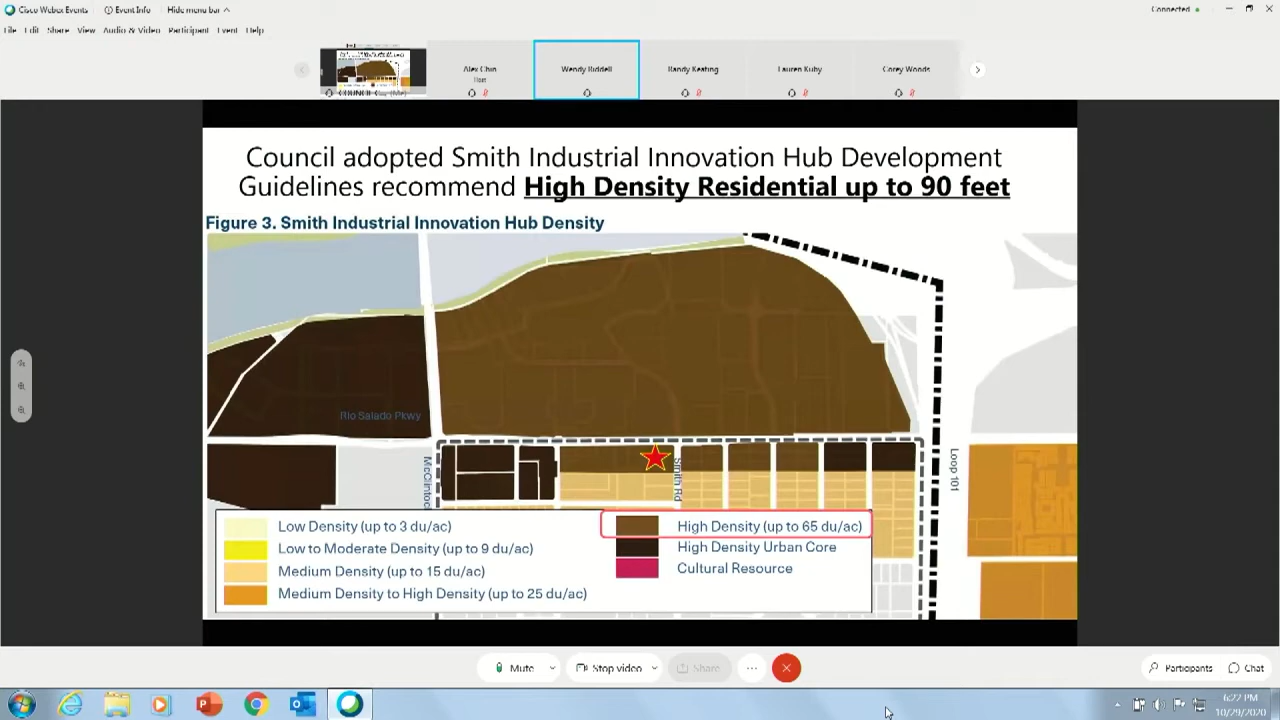 Cisco Webex Events
Event Info
Hide menu bar
Connected
File Edit Share View Audio & Video Participant Event Help
Alex Chin
Host
Wendy Riddell
Randy Keating
Lauren Kuby
Corey Woods
Council adopted Smith Industrial Innovation Hub Development
Guidelines recommend High Density Residential up to 90 feet
Figure 3. Smith Industrial Innovation Hub Density
Rio Salado Pkwy
McClintock
Smith Rd
Loop 101
Low Density (up to 3 du/ac)
Low to Moderate Density (up to 9 du/ac)
Medium Density (up to 15 du/ac)
Medium Density to High Density (up to 25 du/ac)
High Density (up to 65 du/ac)
High Density Urban Core
Cultural Resource
Mute
Stop video
Share
Participants
Chat
6:22 PM
10/29/2020